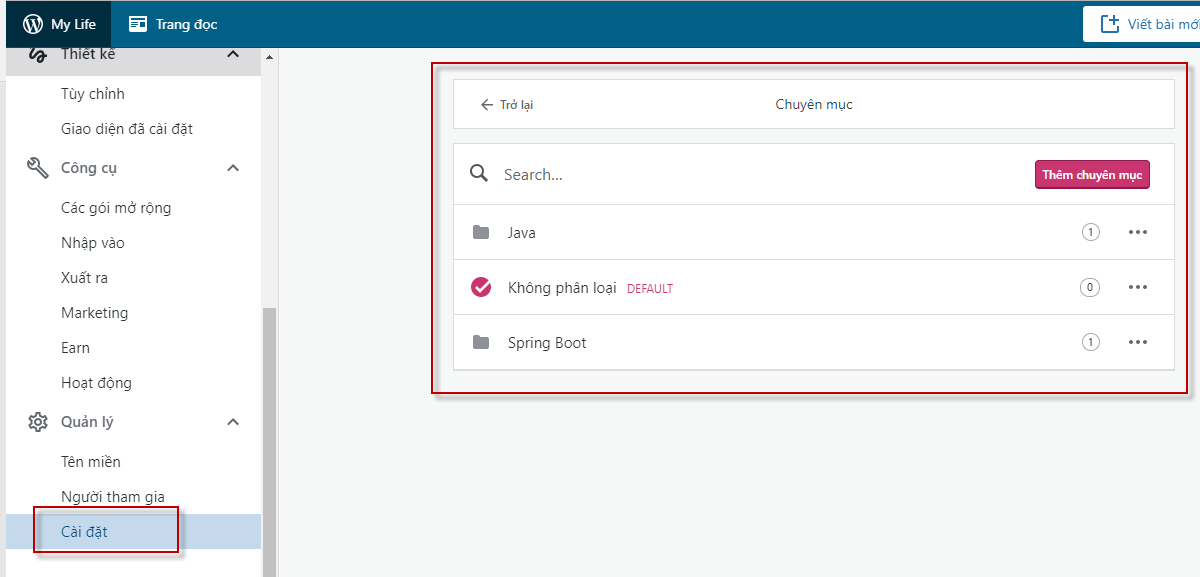 My Life
Trang đọc
Viết bài mới
Thiết kế
Tùy chỉnh
Giao diện đã cài đặt
Công cụ
Các gói mở rộng
Nhập vào
Xuất ra
Marketing
Earn
Hoạt động
Quản lý
Tên miền
Người tham gia
Cài đặt
Trở lại
Chuyên mục
Search...
Thêm chuyên mục
Java 1
Không phân loại DEFAULT 0
Spring Boot 1